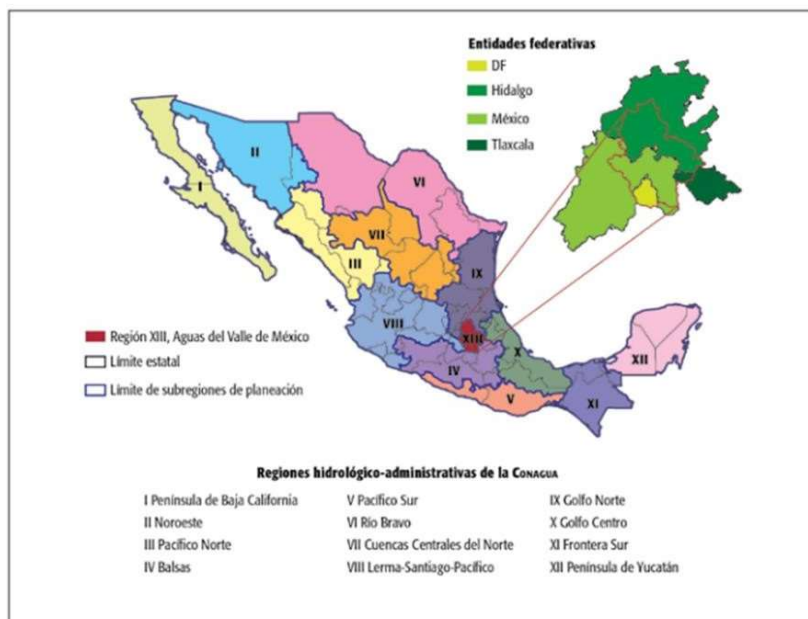 Entidades federativas
DF
Hidalgo
México
Tlaxcala
I
II
III
IV
V
VI
VII
VIII
IX
X
XI
XII
XIII
Región XIII, Aguas del Valle de México
Límite estatal
Límite de subregiones de planeación
Regiones hidrológico-administrativas de la CONAGUA
I Península de Baja California
II Noroeste
III Pacífico Norte
IV Balsas
V Pacífico Sur
VI Río Bravo
VII Cuencas Centrales del Norte
VIII Lerma-Santiago-Pacífico
IX Golfo Norte
X Golfo Centro
XI Frontera Sur
XII Península de Yucatán